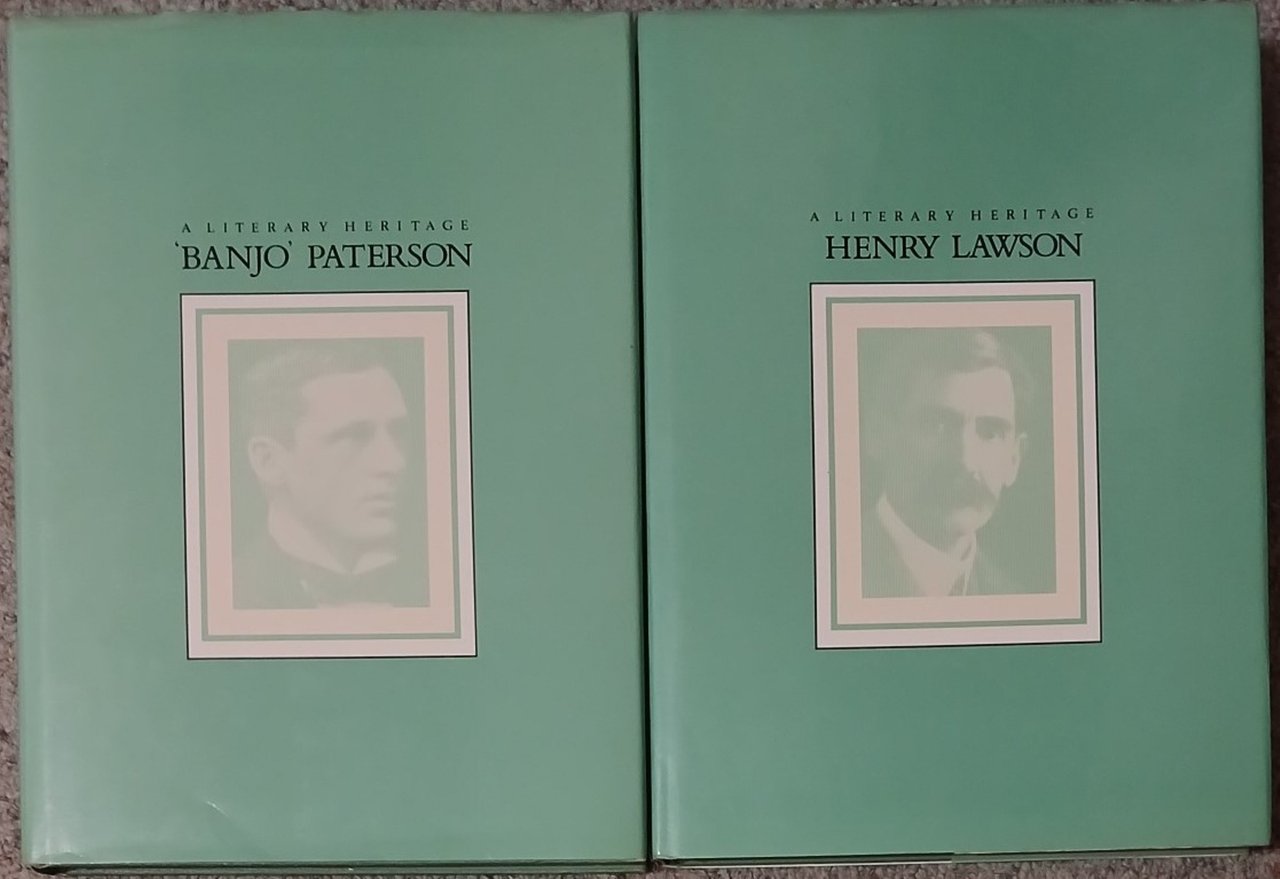 A LITERARY HERITAGE
'BANJO' PATERSON
A LITERARY HERITAGE
HENRY LAWSON